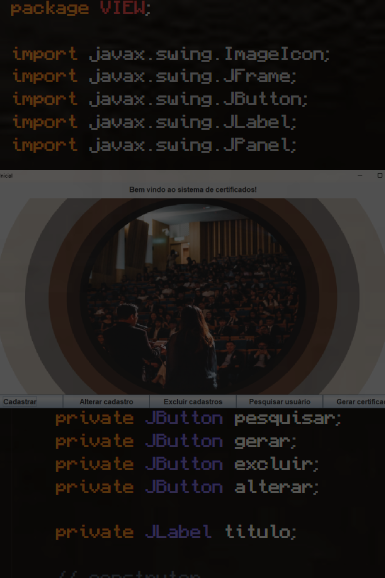 package VIEW;
import javax.swing.ImageIcon;
import javax.swing.JFrame;
import javax.swing.JButton;
import javax.swing.JLabel;
import javax.swing.JPanel;
Bem vindo ao sistema de certificados!
Cadastrar Alterar cadastro Excluir cadastros Pesquisar usuário Gerar certifica
private JButton pesquisar;
private JButton gerar;
private JButton excluir;
private JButton alterar;
private JLabel titulo;
// construtor